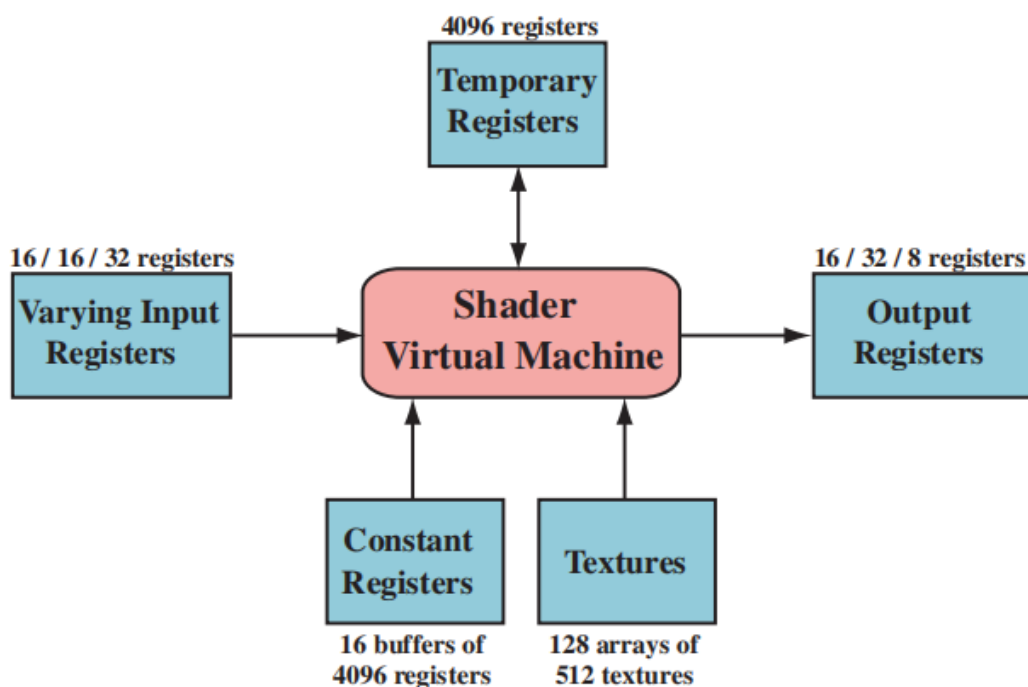 4096 registers
Temporary
Registers
16 / 16 / 32 registers
Varying Input
Registers
Shader
Virtual Machine
16 / 32 / 8 registers
Output
Registers
Constant
Registers
16 buffers of
4096 registers
Textures
128 arrays of
512 textures